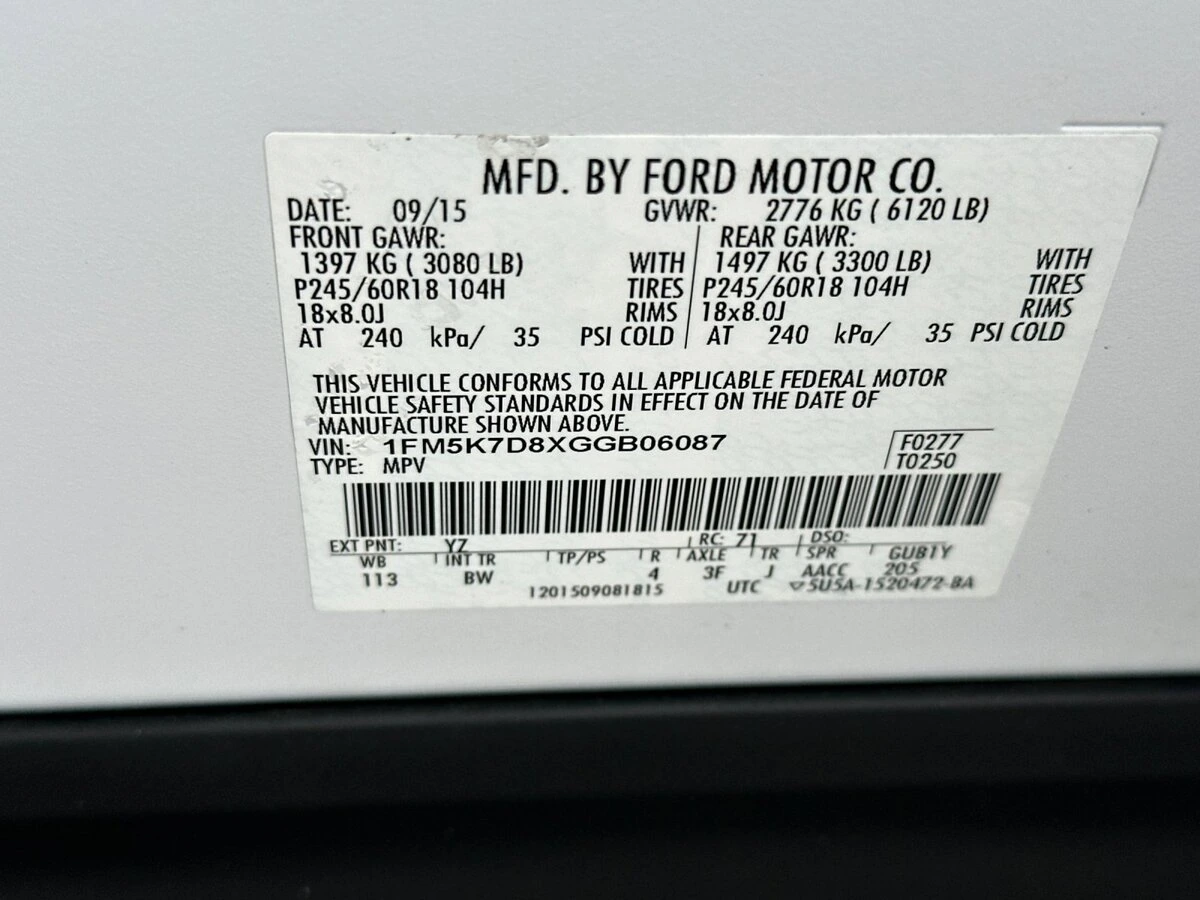 MFD. BY FORD MOTOR CO.
DATE: 09/15 GVWR: 2776 KG ( 6120 LB)
FRONT GAWR: REAR GAWR:
1397 KG ( 3080 LB) WITH 1497 KG ( 3300 LB) WITH
P245/60R18 104H TIRES P245/60R18 104H TIRES
18x8.0J RIMS 18x8.0J RIMS
AT 240 kPa/ 35 PSI COLD AT 240 kPa/ 35 PSI COLD
THIS VEHICLE CONFORMS TO ALL APPLICABLE FEDERAL MOTOR
VEHICLE SAFETY STANDARDS IN EFFECT ON THE DATE OF
MANUFACTURE SHOWN ABOVE.
VIN: 1FM5K7D8XGGB06087 F0277
TYPE: MPV T0250
EXT PNT: YZ RC: 71 DSO:
WB INT TR TP/PS R AXLE TR SPR GUB1Y
113 BW 4 3F J AACC 205
1201509081815 UTC ▽5U5A-1520472-BA